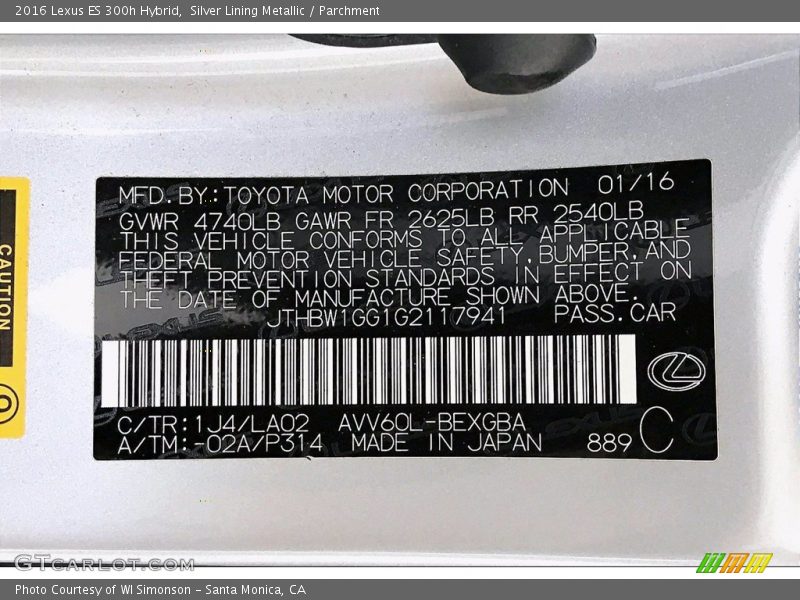 2016 Lexus ES 300h Hybrid, Silver Lining Metallic / Parchment
MFD. BY: TOYOTA MOTOR CORPORATION 01/16
GVWR 4740LB GAWR FR 2625LB RR 2540LB
THIS VEHICLE CONFORMS TO ALL APPLICABLE
FEDERAL MOTOR VEHICLE SAFETY, BUMPER, AND
THEFT PREVENTION STANDARDS IN EFFECT ON
THE DATE OF MANUFACTURE SHOWN ABOVE.
JTHBW1GG1G2117941 PASS. CAR
C/TR: 1J4/LA02 AVV60L-BEXGBA
A/TM: -02A/P314 MADE IN JAPAN 889 C
CAUTION
GTCARLOT.COM
Photo Courtesy of WI Simonson - Santa Monica, CA